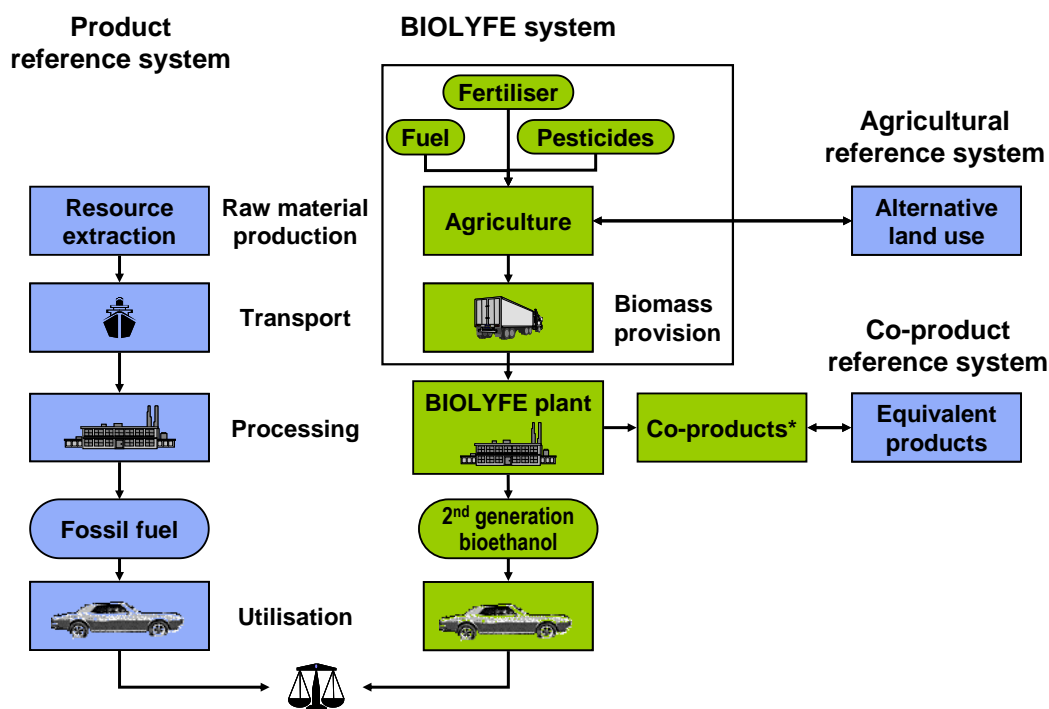 Product
reference system
BIOLYFE system
Fertiliser
Fuel
Pesticides
Agricultural
reference system
Resource
extraction
Raw material
production
Agriculture
Alternative
land use
Transport
Biomass
provision
Co-product
reference system
Processing
BIOLYFE plant
Co-products*
Equivalent
products
Fossil fuel
2nd generation
bioethanol
Utilisation